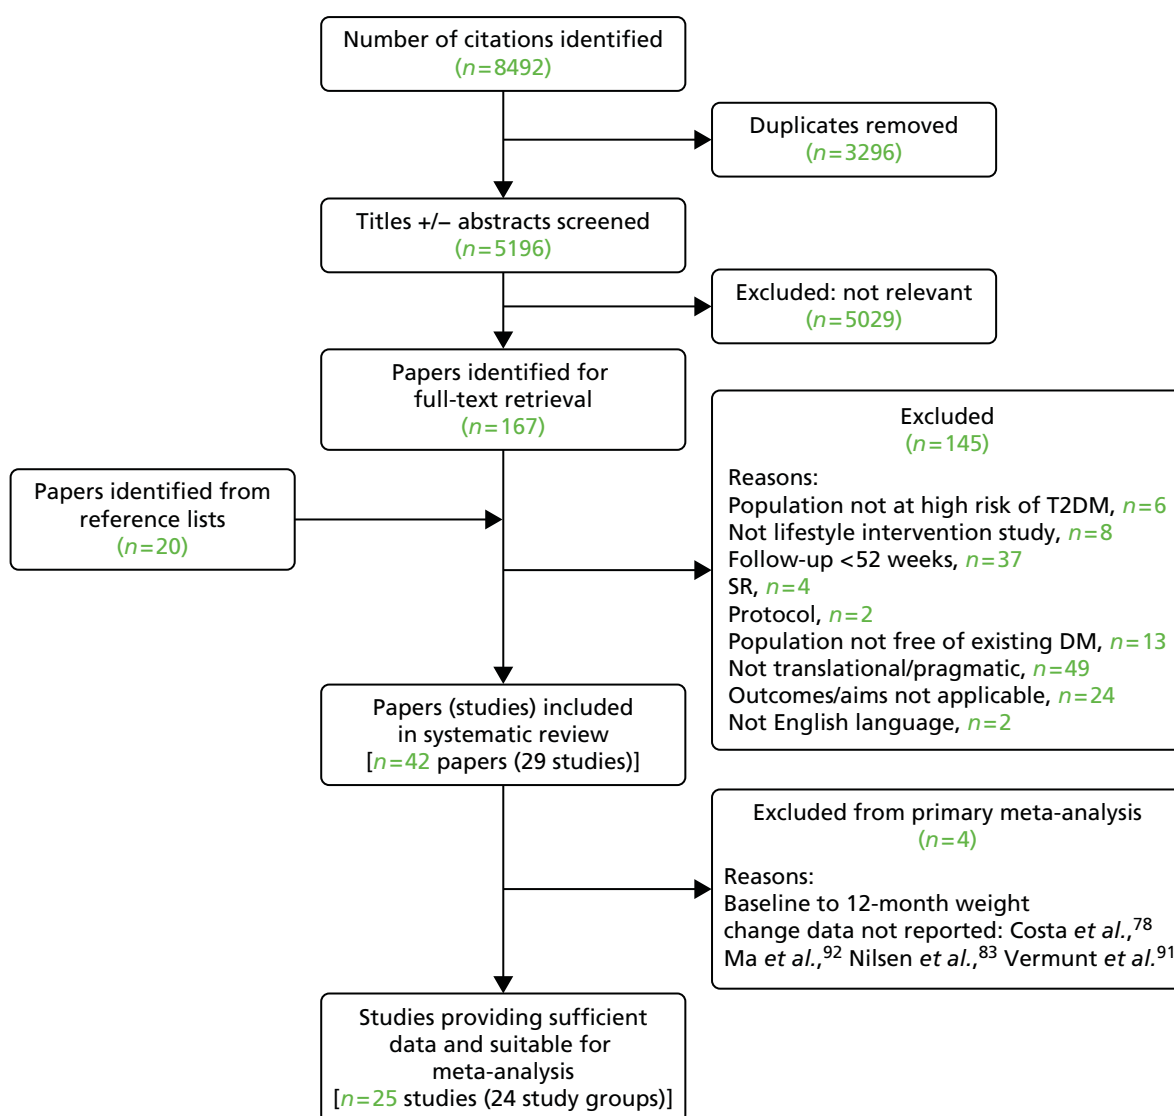 Number of citations identified
(n=8492)
Duplicates removed
(n=3296)
Titles +/− abstracts screened
(n=5196)
Excluded: not relevant
(n=5029)
Papers identified for
full-text retrieval
(n=167)
Papers identified from
reference lists
(n=20)
Excluded
(n=145)
Reasons:
Population not at high risk of T2DM, n=6
Not lifestyle intervention study, n=8
Follow-up <52 weeks, n=37
SR, n=4
Protocol, n=2
Population not free of existing DM, n=13
Not translational/pragmatic, n=49
Outcomes/aims not applicable, n=24
Not English language, n=2
Papers (studies) included
in systematic review
[n=42 papers (29 studies)]
Excluded from primary meta-analysis
(n=4)
Reasons:
Baseline to 12-month weight
change data not reported: Costa et al.,78
Ma et al.,92 Nilsen et al.,83 Vermunt et al.91
Studies providing sufficient
data and suitable for
meta-analysis
[n=25 studies (24 study groups)]